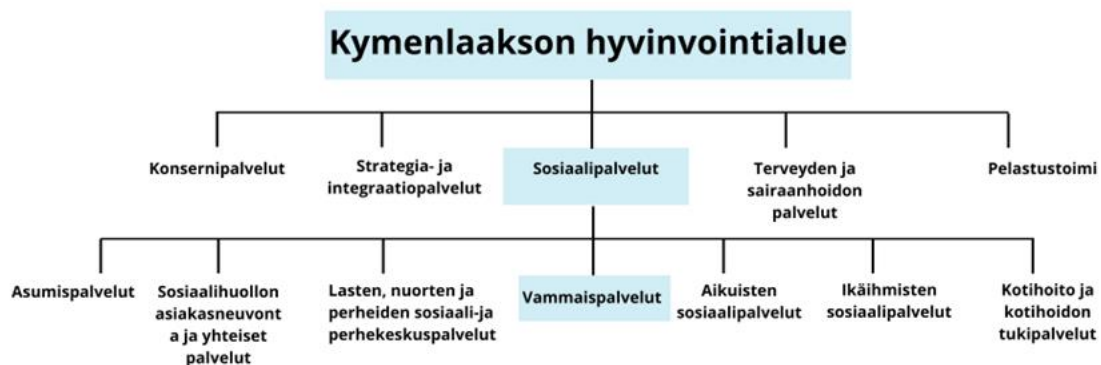 Kymenlaakson hyvinvointialue
Konsernipalvelut
Strategia- ja
integraatiopalvelut
Sosiaalipalvelut
Terveyden ja
sairaanhoidon
palvelut
Pelastustoimi
Asumispalvelut
Sosiaalihuollon
asiakasneuvont
a ja yhteiset
palvelut
Lasten, nuorten ja
perheiden sosiaali-ja
perhekeskuspalvelut
Vammaispalvelut
Aikuisten
sosiaalipalvelut
Ikäihmisten
sosiaalipalvelut
Kotihoito ja
kotihoidon
tukipalvelut